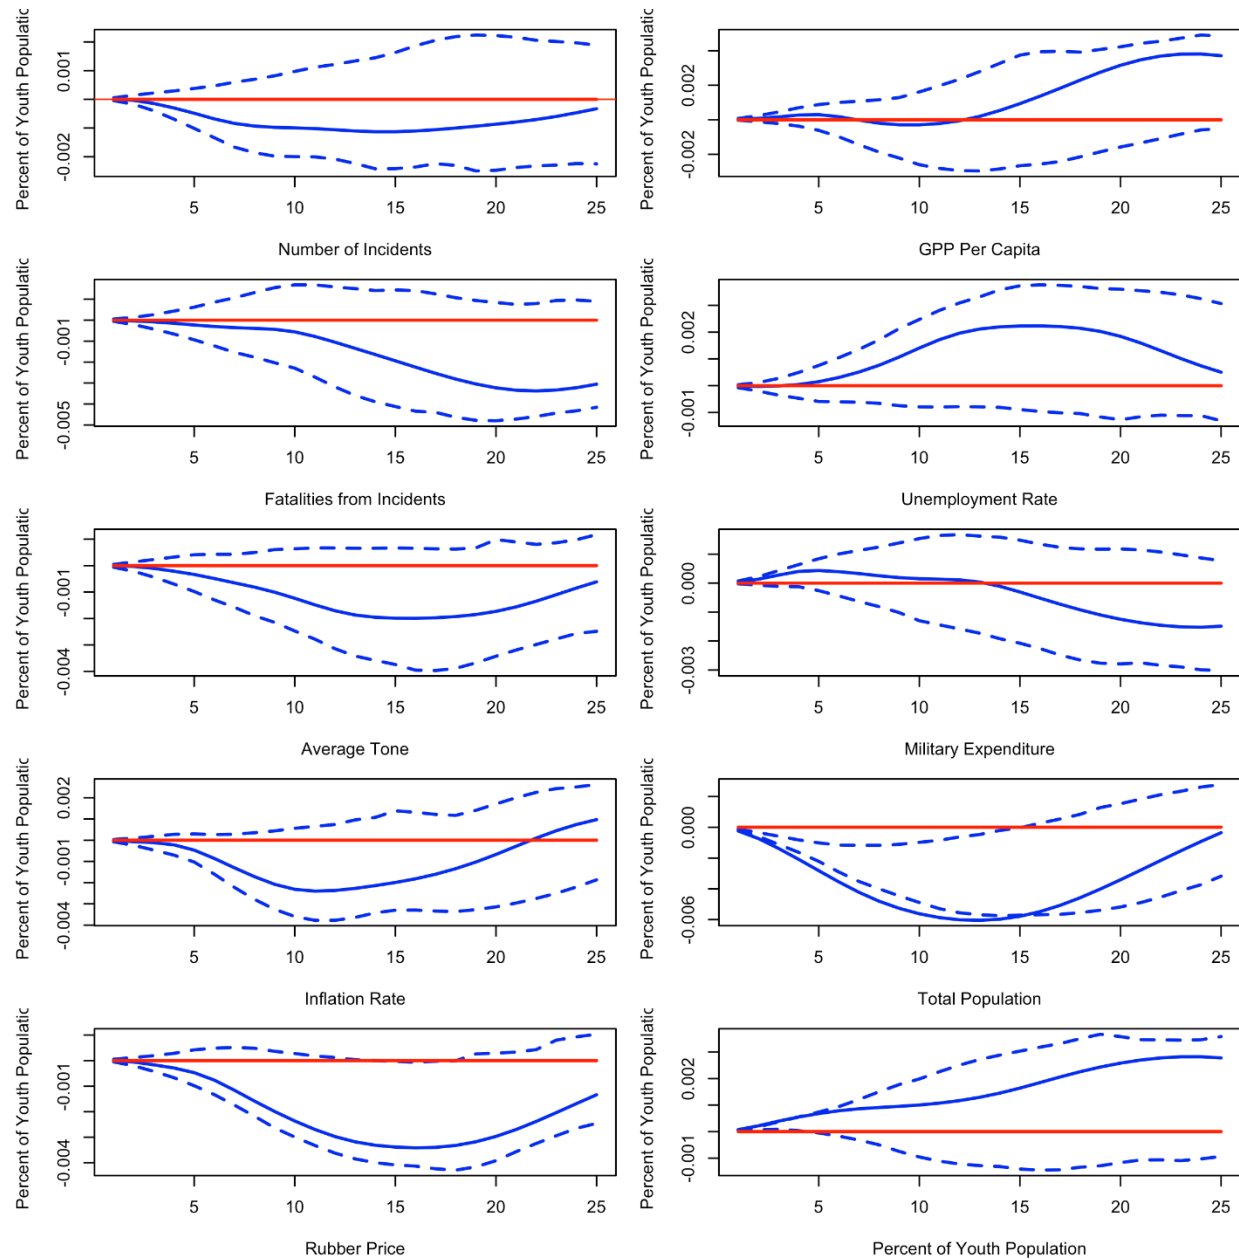 Percent of Youth Populatic
0.001
-0.002
5 10 15 20 25
Number of Incidents
Percent of Youth Populatic
0.002
-0.002
5 10 15 20 25
GPP Per Capita
Percent of Youth Populatic
-0.001
-0.005
5 10 15 20 25
Fatalities from Incidents
Percent of Youth Populatic
0.002
-0.001
5 10 15 20 25
Unemployment Rate
Percent of Youth Populatic
-0.001
-0.004
5 10 15 20 25
Average Tone
Percent of Youth Populatic
0.000
-0.003
5 10 15 20 25
Military Expenditure
Percent of Youth Populatic
0.002
-0.001
-0.004
5 10 15 20 25
Inflation Rate
Percent of Youth Populatic
0.000
-0.006
5 10 15 20 25
Total Population
Percent of Youth Populatic
-0.001
-0.004
5 10 15 20 25
Rubber Price
Percent of Youth Populatic
0.002
-0.001
5 10 15 20 25
Percent of Youth Population